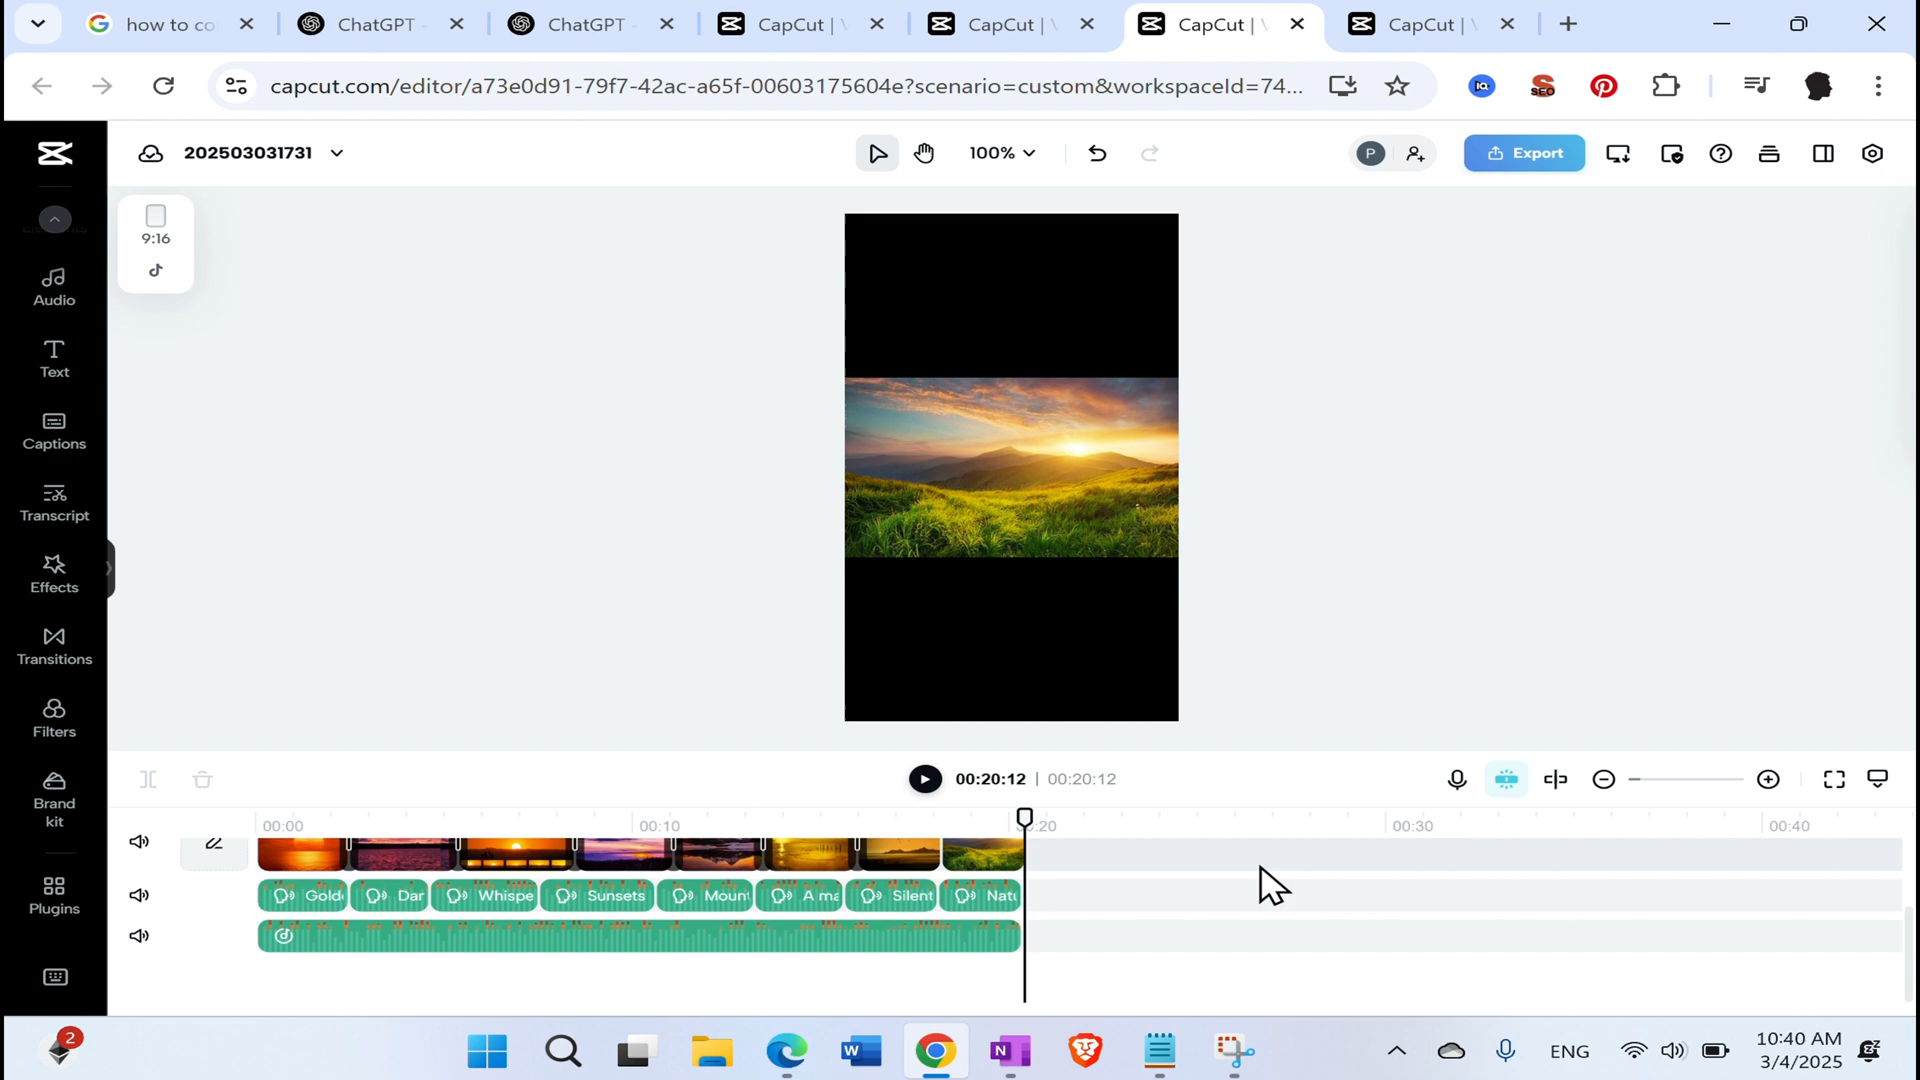 how to co
ChatGPT -
ChatGPT -
CapCut | V
CapCut | V
CapCut | V
CapCut | V
capcut.com/editor/a73e0d91-79f7-42ac-a65f-00603175604e?scenario=custom&workspaceId=74...
SEO
202503031731
100%
P
Export
9:16
Audio
Text
Captions
Transcript
Effects
Transitions
Filters
Brand
kit
Plugins
00:20:12 | 00:20:12
00:00
00:10
:20
00:30
00:40
Gold
Dar
Whispe
Sunsets
Moun
A ma
Silent
Natu
2
W
N
ENG
10:40 AM
3/4/2025